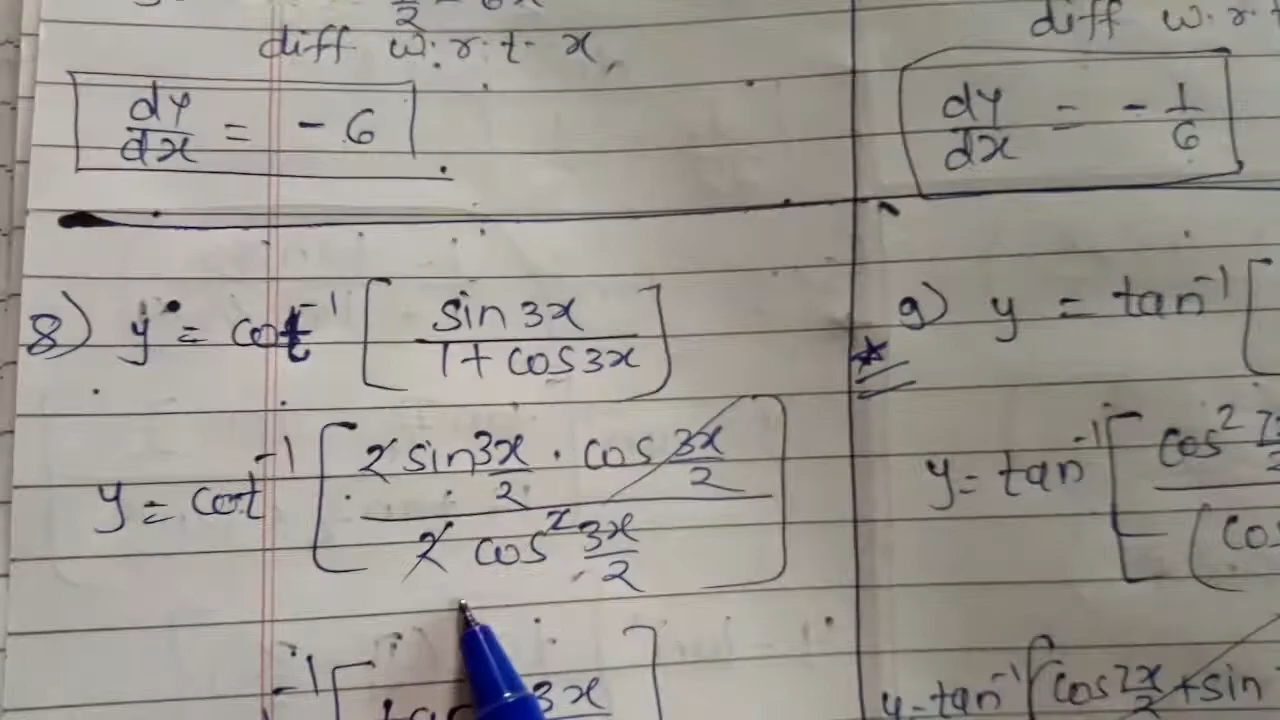 diff w.r.t. x,
dy/dx = - 6
8) y = cot⁻¹ [ sin 3x / 1 + cos 3x ]
y = cot⁻¹ [ 2 sin 3x/2 . cos 3x/2 / 2 cos² 3x/2 ]
diff w.r.t
dy/dx = - 1/6
9) y = tan⁻¹ [
y = tan⁻¹ [ cos²
y = tan⁻¹ [ cos 7x/2 + sin